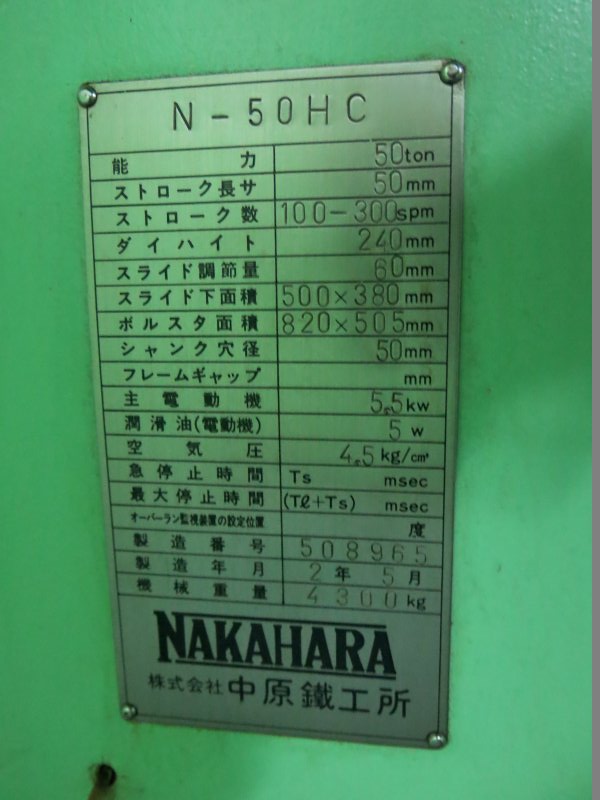 N-50HC
能力 50ton
ストローク長サ 50mm
ストローク数 100-300spm
ダイハイト 240mm
スライド調節量 60mm
スライド下面積 500×380mm
ボルスタ面積 820×505mm
シャンク穴径 50mm
フレームギャップ mm
主電動機 5.5kw
潤滑油(電動機) 5w
空気圧 4.5kg/cm²
急停止時間 Ts msec
最大停止時間 (Tℓ+Ts) msec
オーバーラン監視装置の設定位置 度
製造番号 508965
製造年月 2年5月
機械重量 4300kg
NAKAHARA
株式会社 中原鐵工所